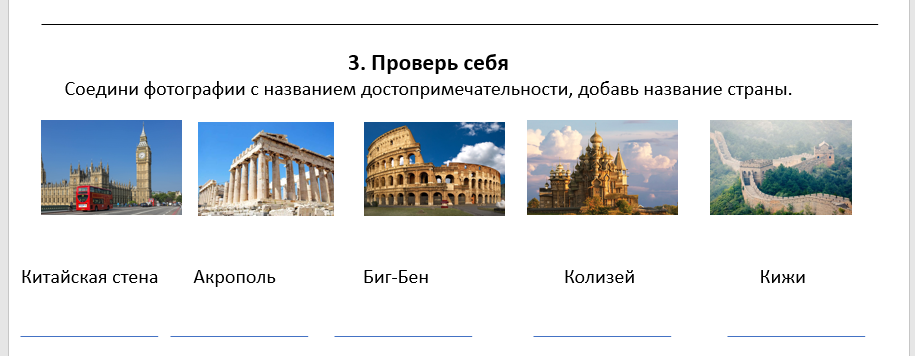 3. Проверь себя
Соедини фотографии с названием достопримечательности, добавь название страны.
Китайская стена Акрополь Биг-Бен Колизей Кижи